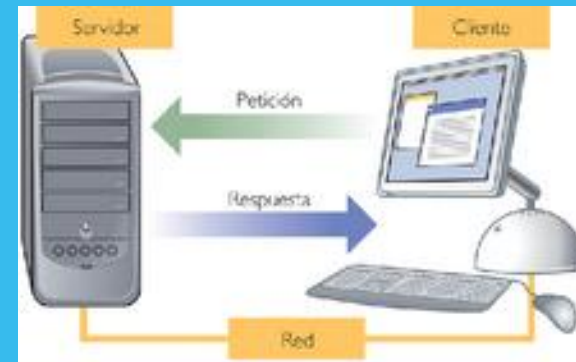 Servidor
Cliente
Petición
Respuesta
Red